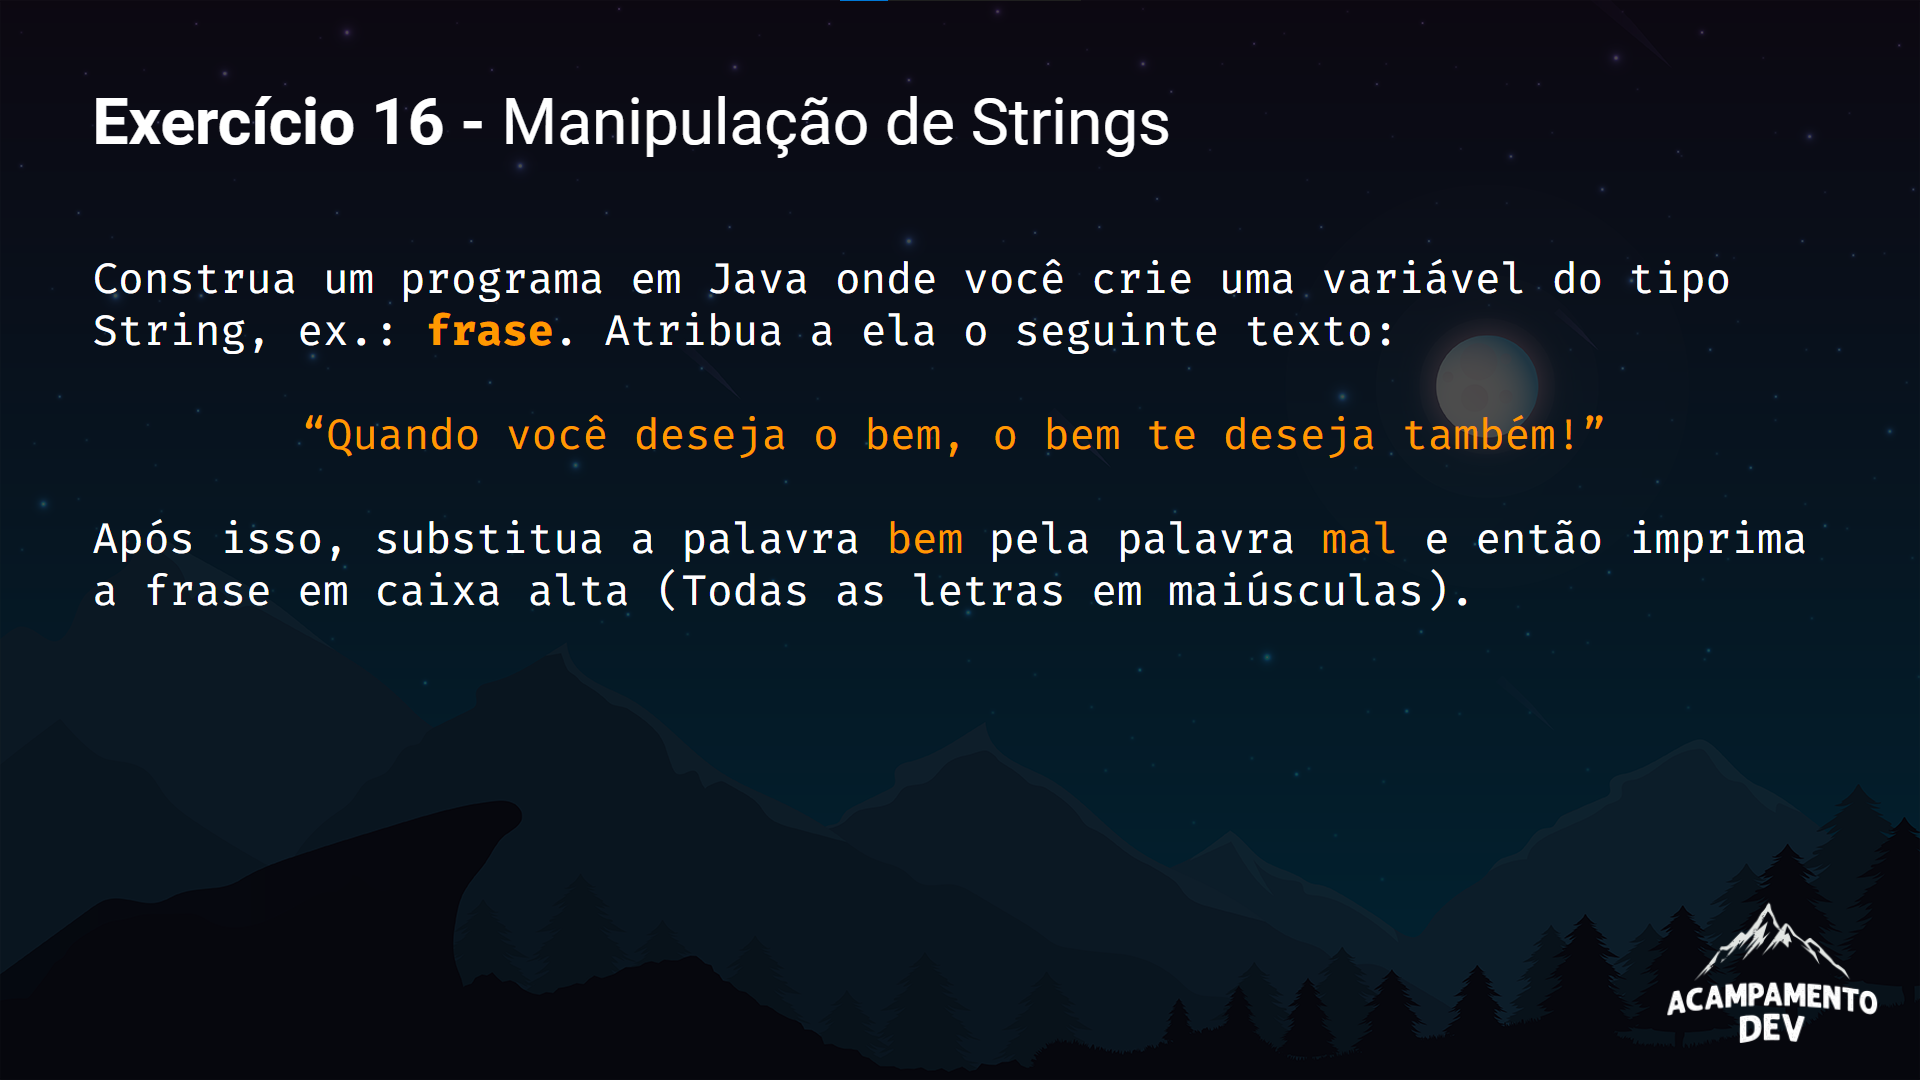 Exercício 16 - Manipulação de Strings
Construa um programa em Java onde você crie uma variável do tipo
String, ex.: frase. Atribua a ela o seguinte texto:
“Quando você deseja o bem, o bem te deseja também!”
Após isso, substitua a palavra bem pela palavra mal e então imprima
a frase em caixa alta (Todas as letras em maiúsculas).
ACAMPAMENTO
DEV